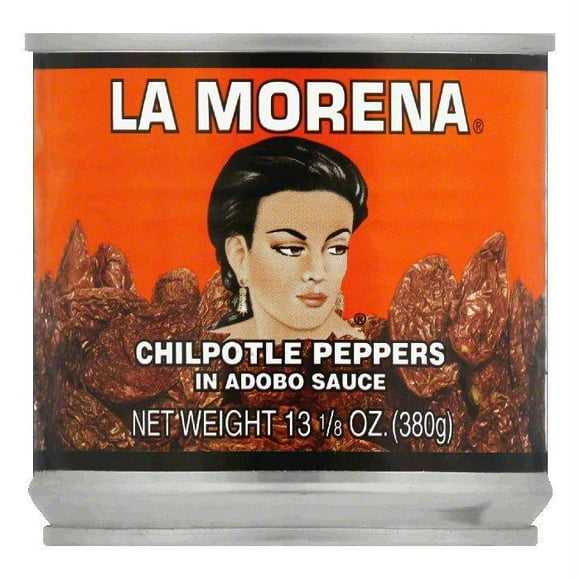 LA MORENA®
®
CHILPOTLE PEPPERS
IN ADOBO SAUCE
NET WEIGHT 13 1/8 OZ. (380g)